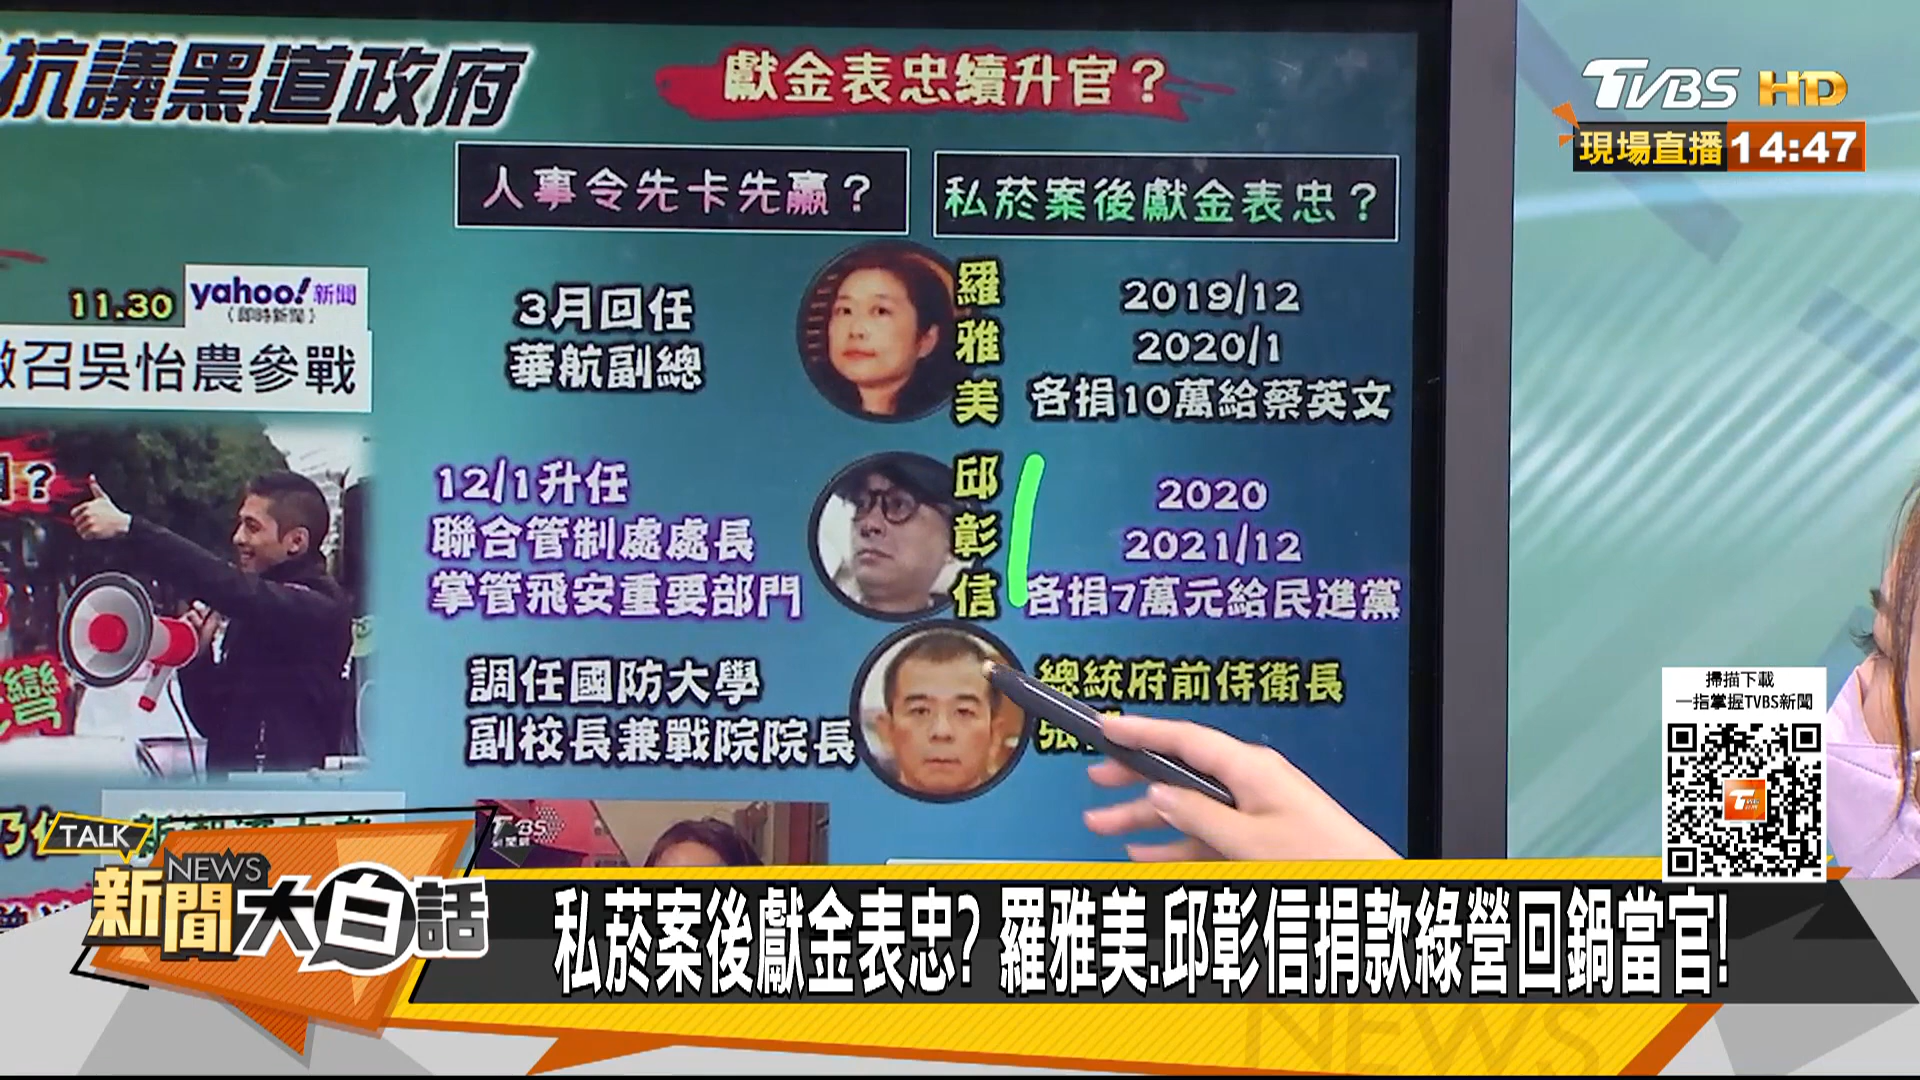 抗議黑道政府
獻金表忠續升官？
TVBS HD
現場直播 14:47
人事令先卡先贏？
私菸案後獻金表忠？
11.30
yahoo!新聞
(即時新聞)
徵召吳怡農參戰
3月回任
華航副總
羅雅美
2019/12
2020/1
各捐10萬給蔡英文
12/1升任
聯合管制處處長
掌管飛安重要部門
邱彰信
2020
2021/12
各捐7萬元給民進黨
調任國防大學
副校長兼戰院院長
總統府前侍衛長
張
掃描下載
一指掌握TVBS新聞
TVBS
TALK
NEWS
新聞大白話
私菸案後獻金表忠? 羅雅美.邱彰信捐款綠營回鍋當官!
NEWS